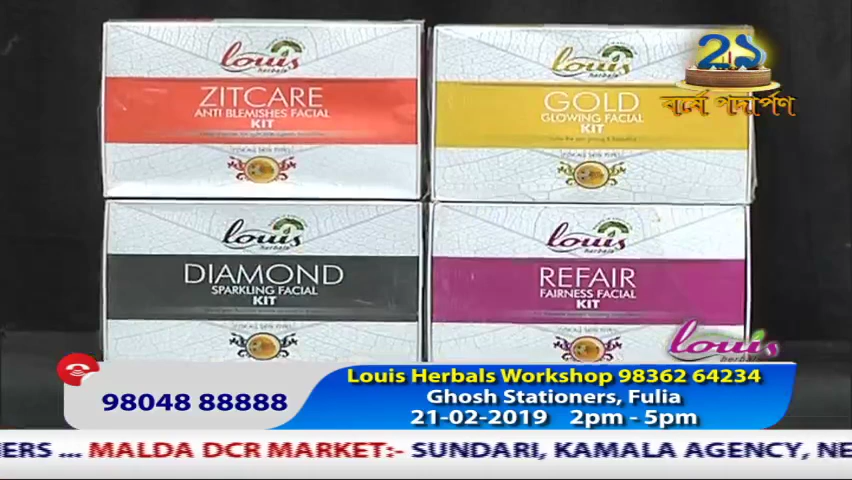 Louis
herbals
ZITCARE
ANTI BLEMISHES FACIAL
KIT
Louis
herbals
GOLD
GLOWING FACIAL
KIT
২১
বর্ষে পদার্পণ
Louis
herbals
DIAMOND
SPARKLING FACIAL
KIT
Louis
herbals
REFAIR
FAIRNESS FACIAL
KIT
Louis
herbals
98048 88888
Louis Herbals Workshop 98362 64234
Ghosh Stationers, Fulia
21-02-2019 2pm - 5pm
ERS ... MALDA DCR MARKET:- SUNDARI, KAMALA AGENCY, NE